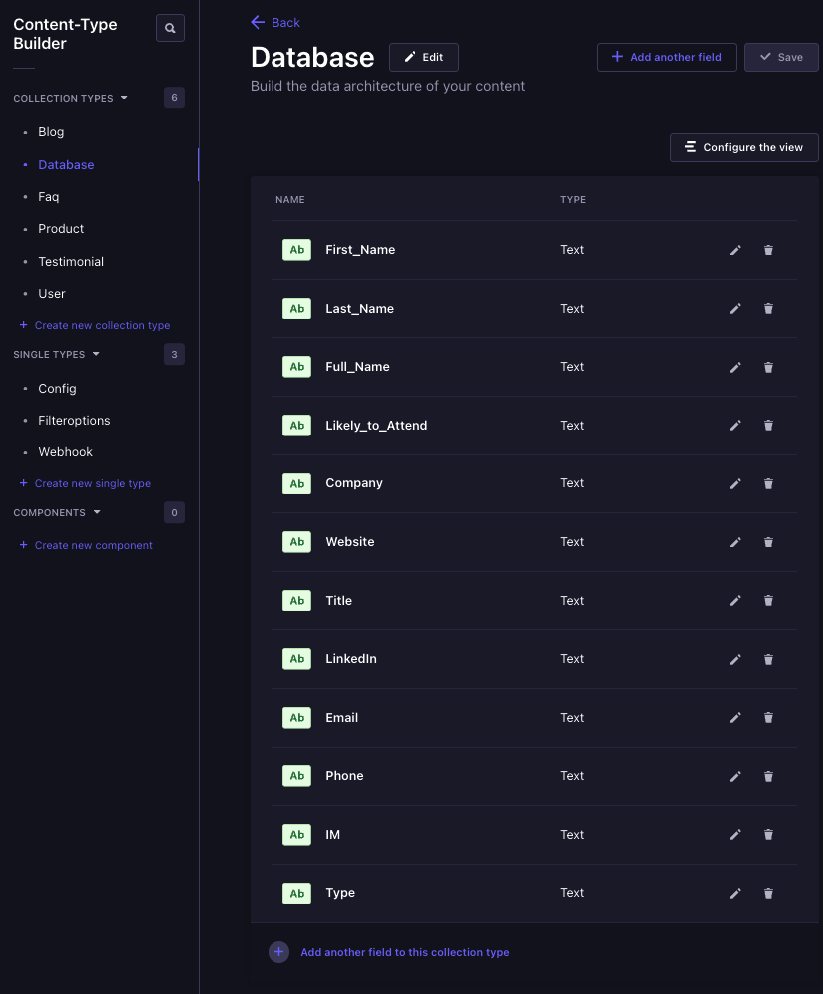 Content-Type
Builder
COLLECTION TYPES 6
Blog
Database
Faq
Product
Testimonial
User
+ Create new collection type
SINGLE TYPES 3
Config
Filteroptions
Webhook
+ Create new single type
COMPONENTS 0
+ Create new component
Back
Database Edit
Build the data architecture of your content
+ Add another field
Save
Configure the view
NAME TYPE
Ab First_Name Text
Ab Last_Name Text
Ab Full_Name Text
Ab Likely_to_Attend Text
Ab Company Text
Ab Website Text
Ab Title Text
Ab LinkedIn Text
Ab Email Text
Ab Phone Text
Ab IM Text
Ab Type Text
+ Add another field to this collection type